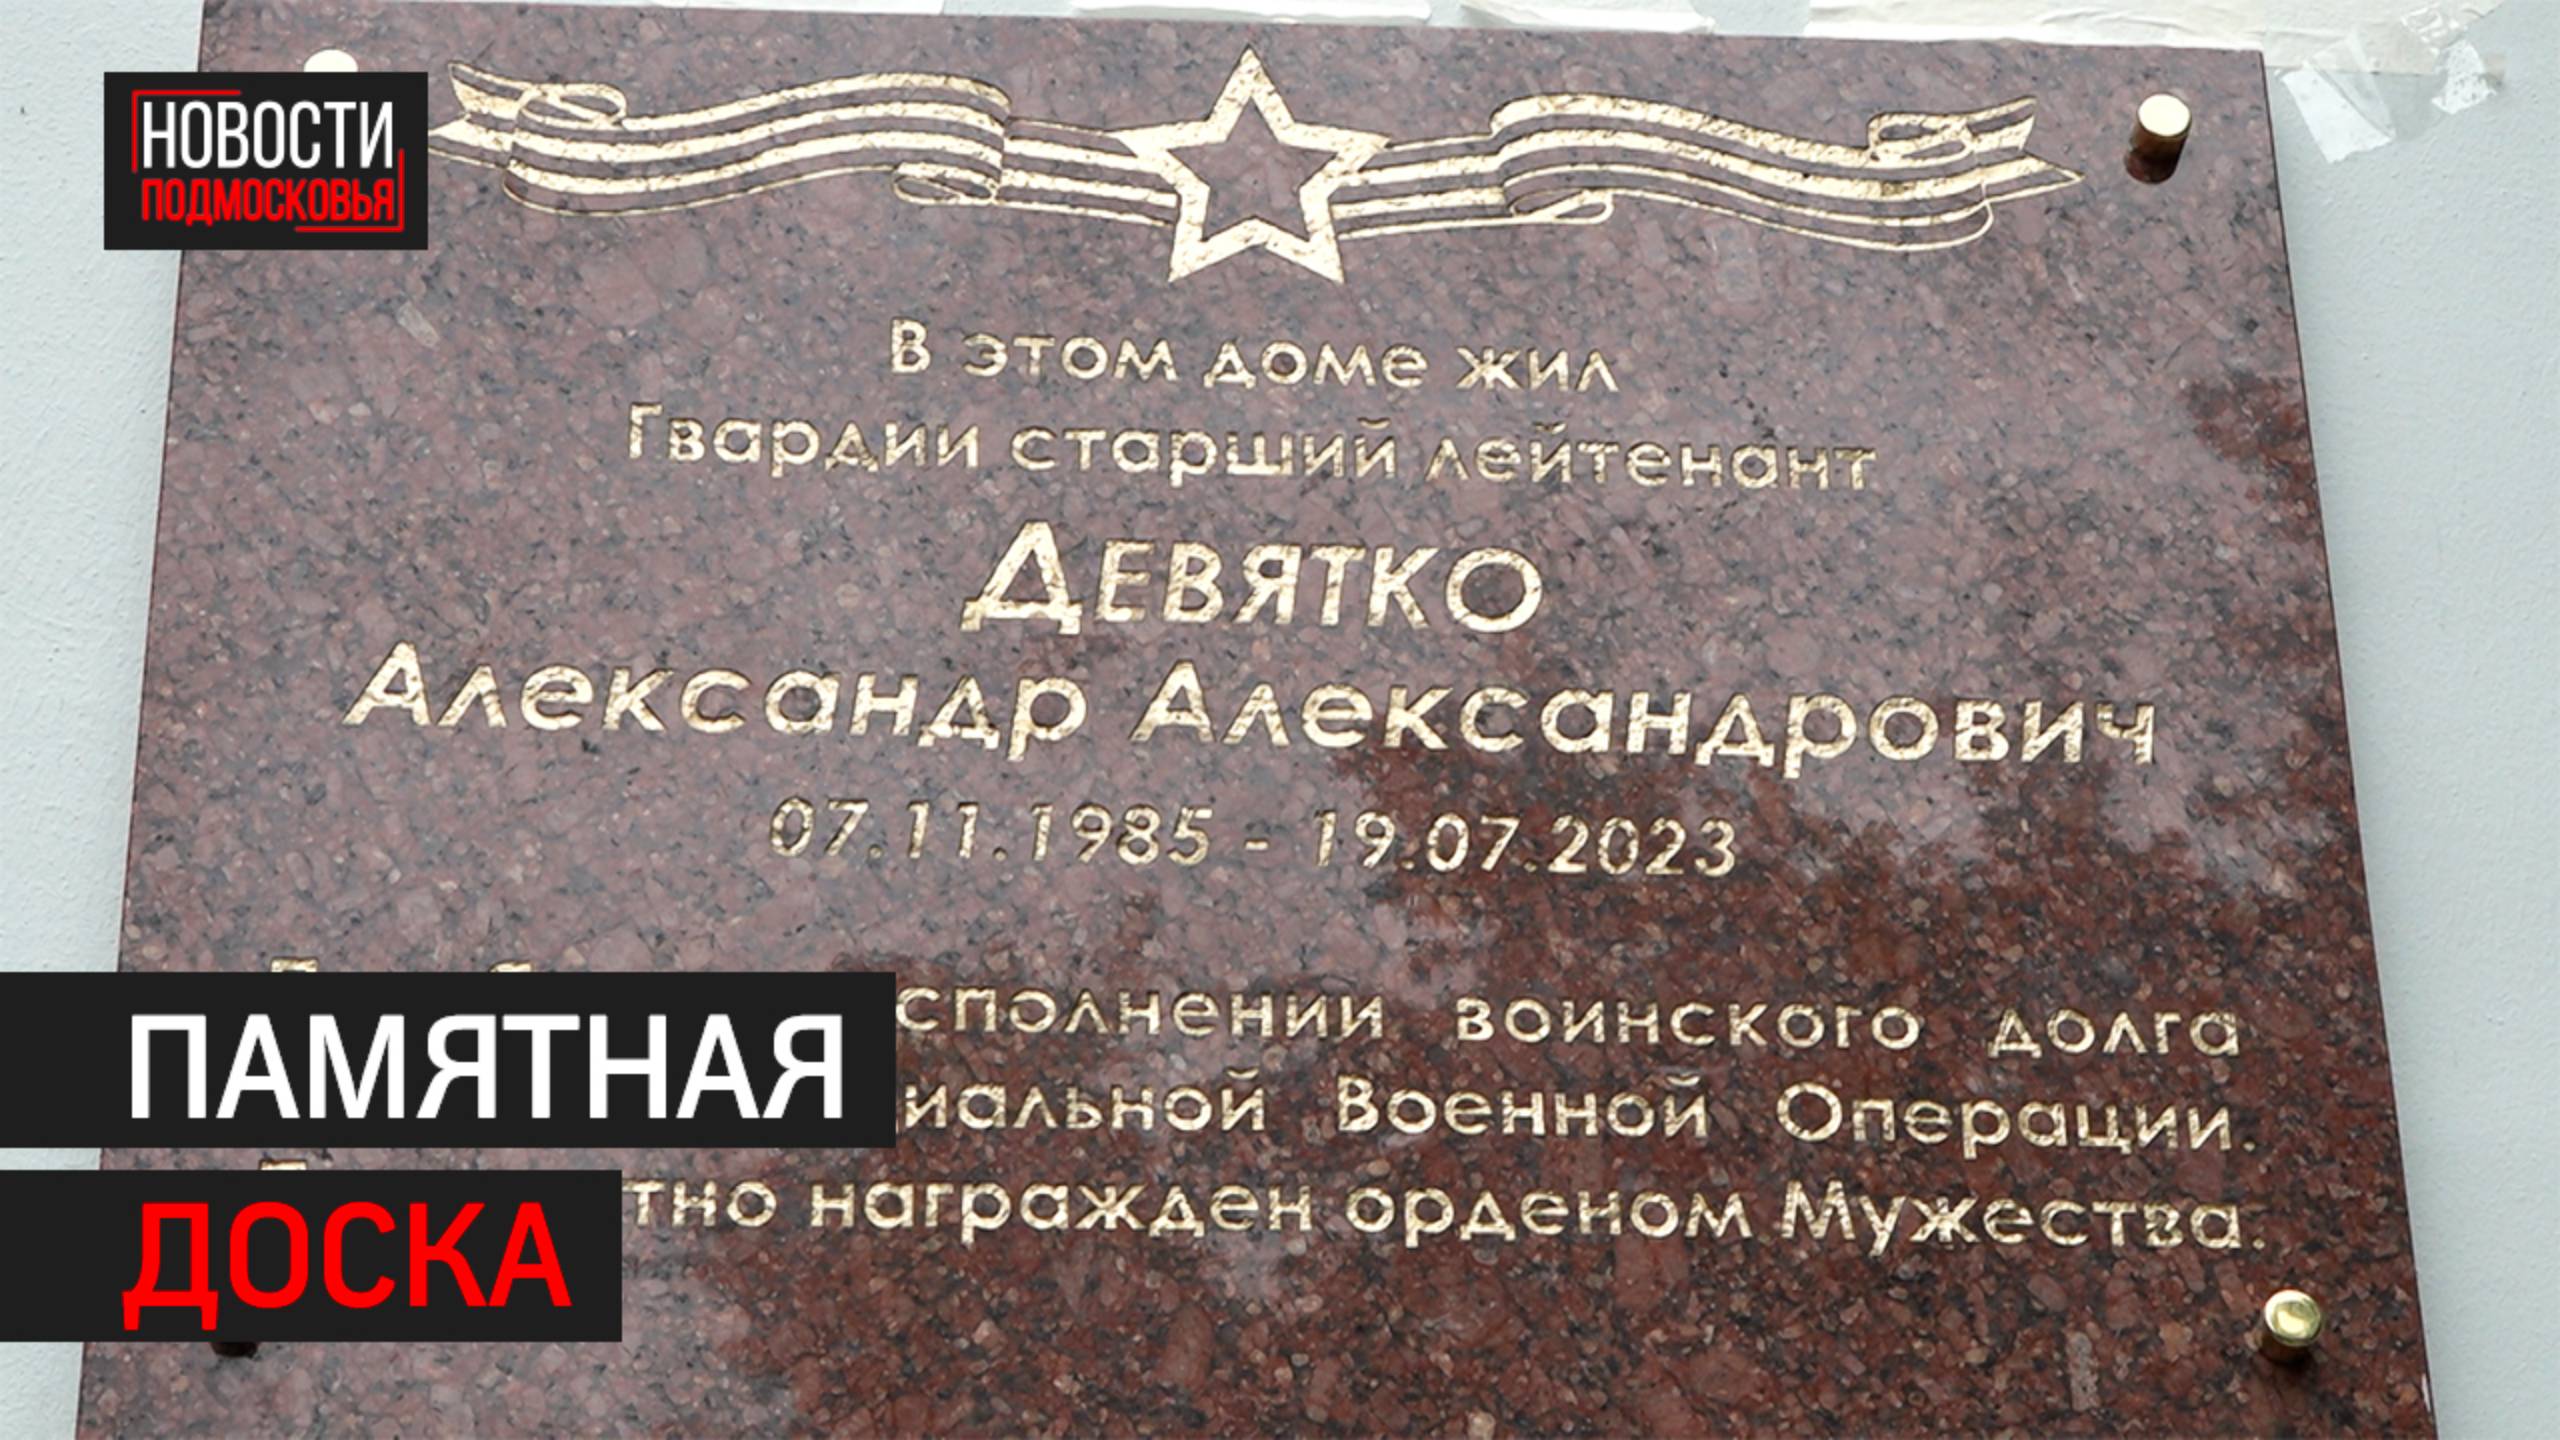 НОВОСТИ
ПОДМОСКОВЬЯ
В этом доме жил
Гвардии старший лейтенант
ДЕВЯТКО
Александр Александрович
07.11.1985 - 19.07.2023
воинского долга
Военной Операции.
награжден орденом Мужества.
ПАМЯТНАЯ
ДОСКА